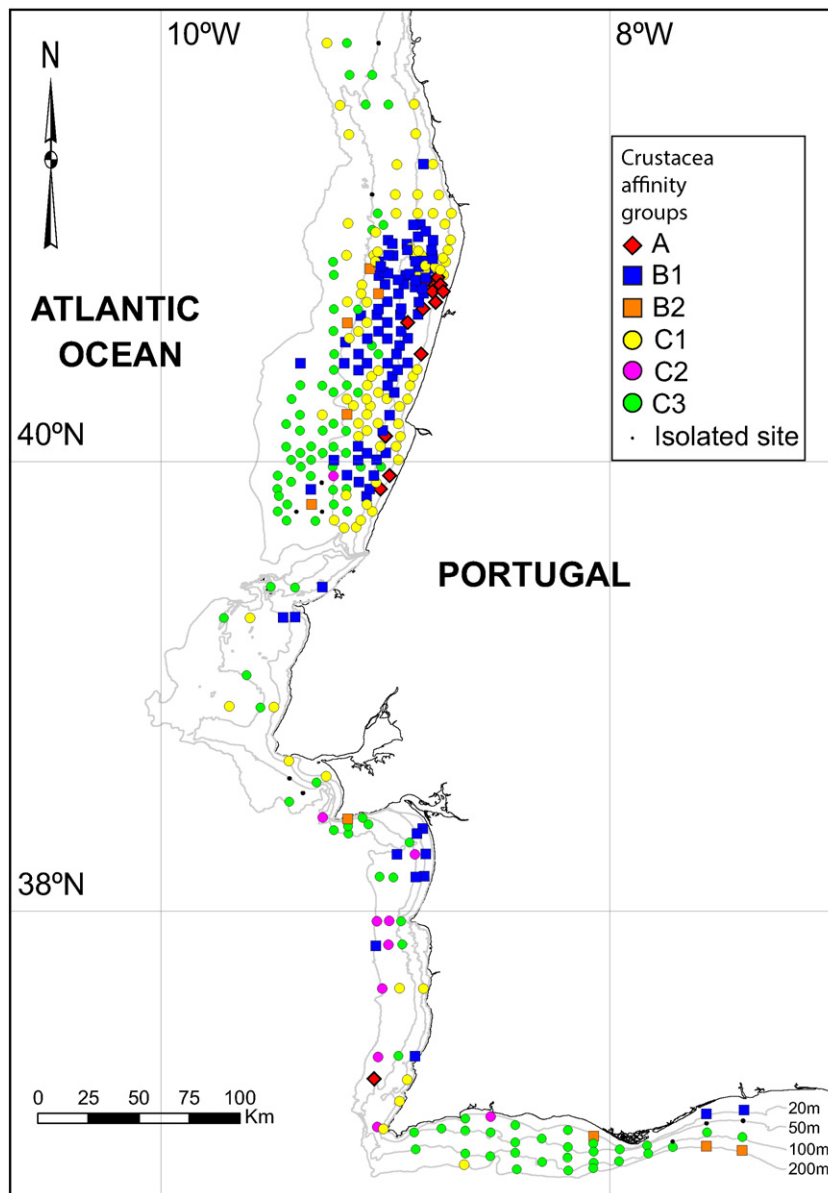 10ºW
8ºW
N
Crustacea
affinity
groups
A
B1
B2
C1
C2
C3
Isolated site
ATLANTIC
OCEAN
40ºN
PORTUGAL
38ºN
0 25 50 75 100
Km
20m
50m
100m
200m